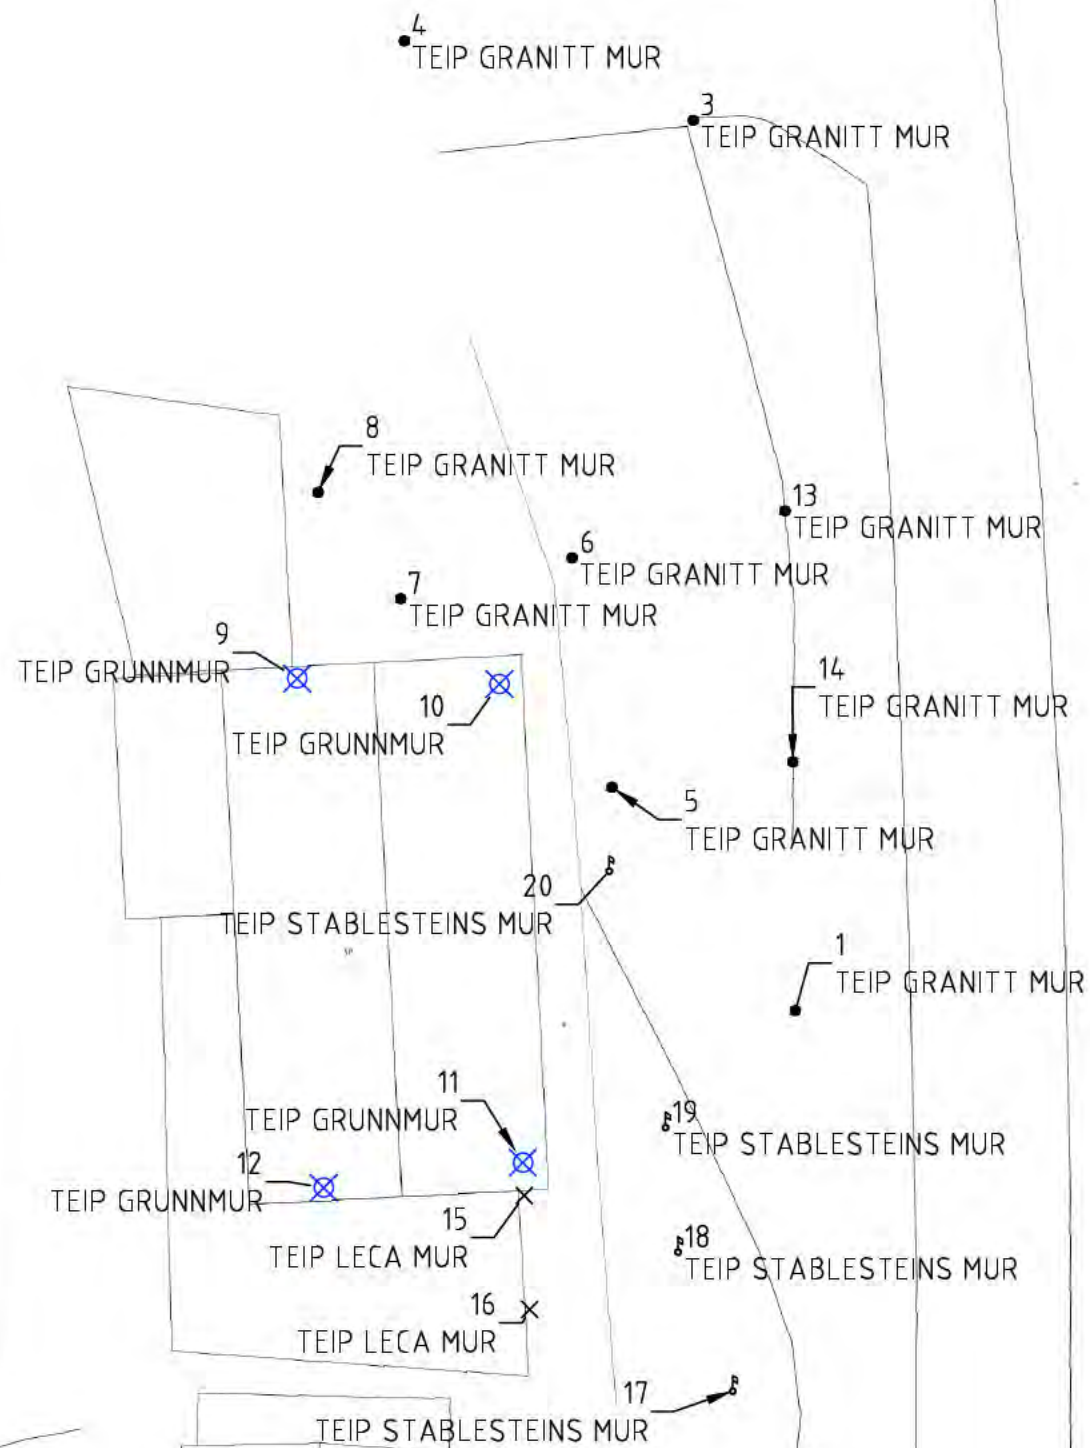 4
TEIP GRANITT MUR
3
TEIP GRANITT MUR
8
TEIP GRANITT MUR
13
TEIP GRANITT MUR
6
TEIP GRANITT MUR
7
TEIP GRANITT MUR
9
TEIP GRUNNMUR
14
TEIP GRANITT MUR
10
TEIP GRUNNMUR
5
TEIP GRANITT MUR
20
TEIP STABLESTEINS MUR
1
TEIP GRANITT MUR
11
TEIP GRUNNMUR
19
TEIP STABLESTEINS MUR
12
TEIP GRUNNMUR
15
TEIP LECA MUR
18
TEIP STABLESTEINS MUR
16
TEIP LECA MUR
17
TEIP STABLESTEINS MUR